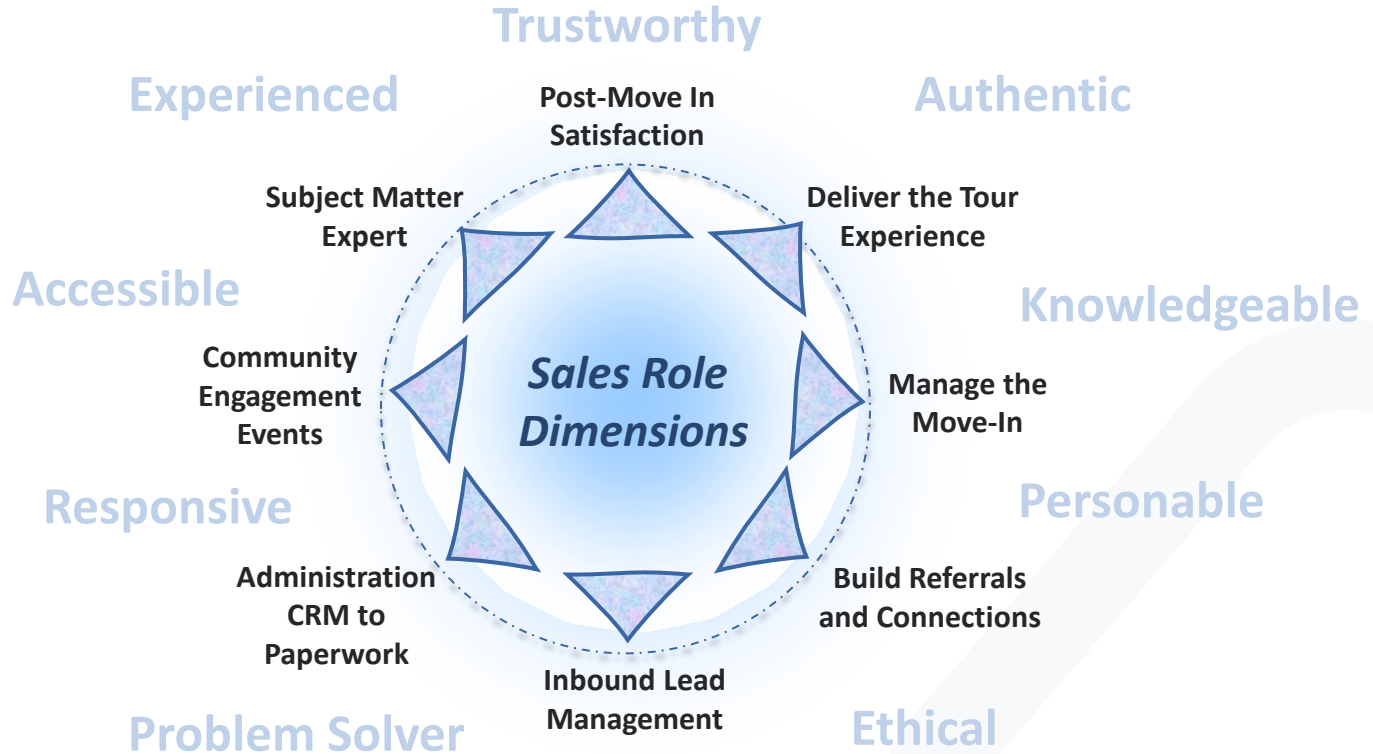 Trustworthy
Experienced
Authentic
Post-Move In
Satisfaction
Subject Matter
Expert
Deliver the Tour
Experience
Accessible
Knowledgeable
Community
Engagement
Events
Sales Role
Dimensions
Manage the
Move-In
Responsive
Personable
Administration
CRM to
Paperwork
Build Referrals
and Connections
Inbound Lead
Management
Problem Solver
Ethical